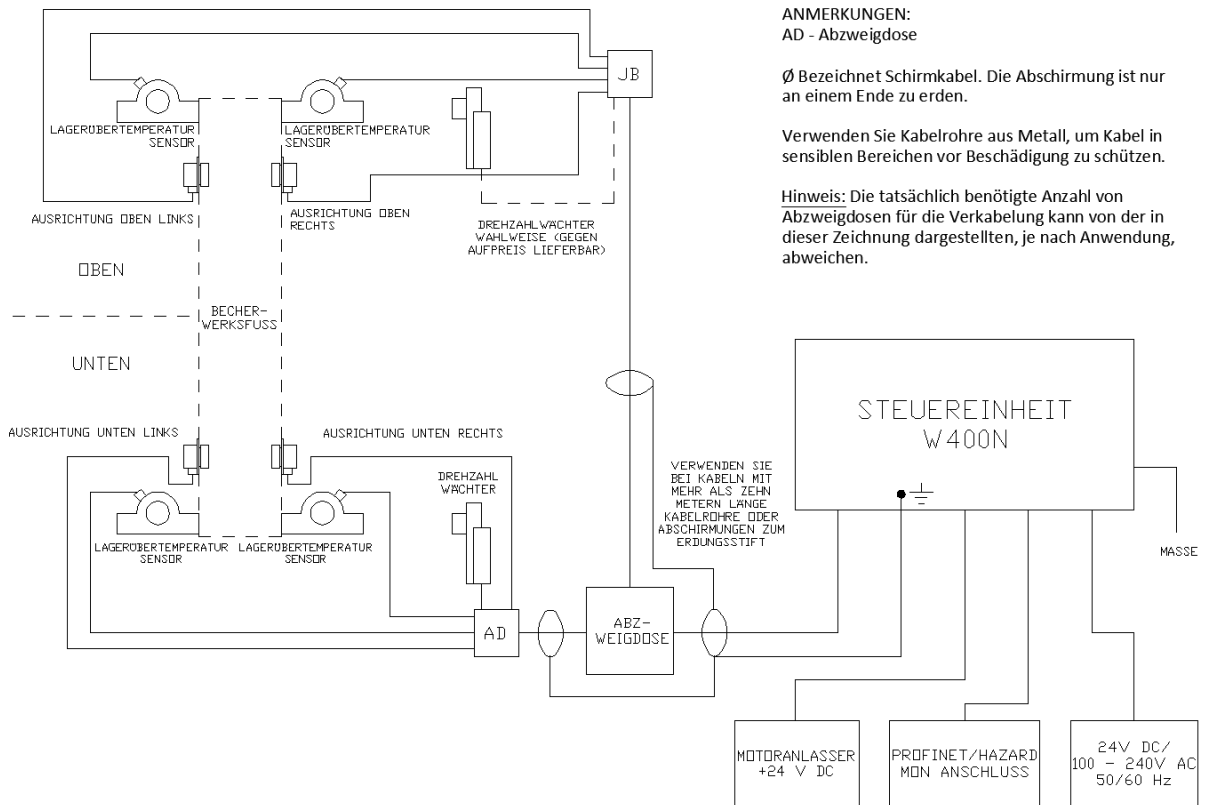 ANMERKUNGEN:
AD - Abzweigdose
Ø Bezeichnet Schirmkabel. Die Abschirmung ist nur
an einem Ende zu erden.
Verwenden Sie Kabelrohre aus Metall, um Kabel in
sensiblen Bereichen vor Beschädigung zu schützen.
Hinweis: Die tatsächlich benötigte Anzahl von
Abzweigdosen für die Verkabelung kann von der in
dieser Zeichnung dargestellten, je nach Anwendung,
abweichen.
JB
LAGERÜBERTEMPERATUR
SENSOR
LAGERÜBERTEMPERATUR
SENSOR
AUSRICHTUNG OBEN LINKS
AUSRICHTUNG OBEN
RECHTS
DREHZAHLWÄCHTER
WAHLWEISE (GEGEN
AUFPREIS LIEFERBAR)
OBEN
BECHER-
WERKSFUSS
UNTEN
AUSRICHTUNG UNTEN LINKS
AUSRICHTUNG UNTEN RECHTS
DREHZAHL
WÄCHTER
LAGERÜBERTEMPERATUR
SENSOR
LAGERÜBERTEMPERATUR
SENSOR
AD
ABZ-
WEIGDOSE
VERWENDEN SIE
BEI KABELN MIT
MEHR ALS ZEHN
METERN LÄNGE
KABELROHRE ODER
ABSCHIRMUNGEN ZUM
ERDUNGSSTIFT
STEUEREINHEIT
W400N
MASSE
MOTORANLASSER
+24 V DC
PROFINET/HAZARD
MON ANSCHLUSS
24V DC/
100 - 240V AC
50/60 Hz